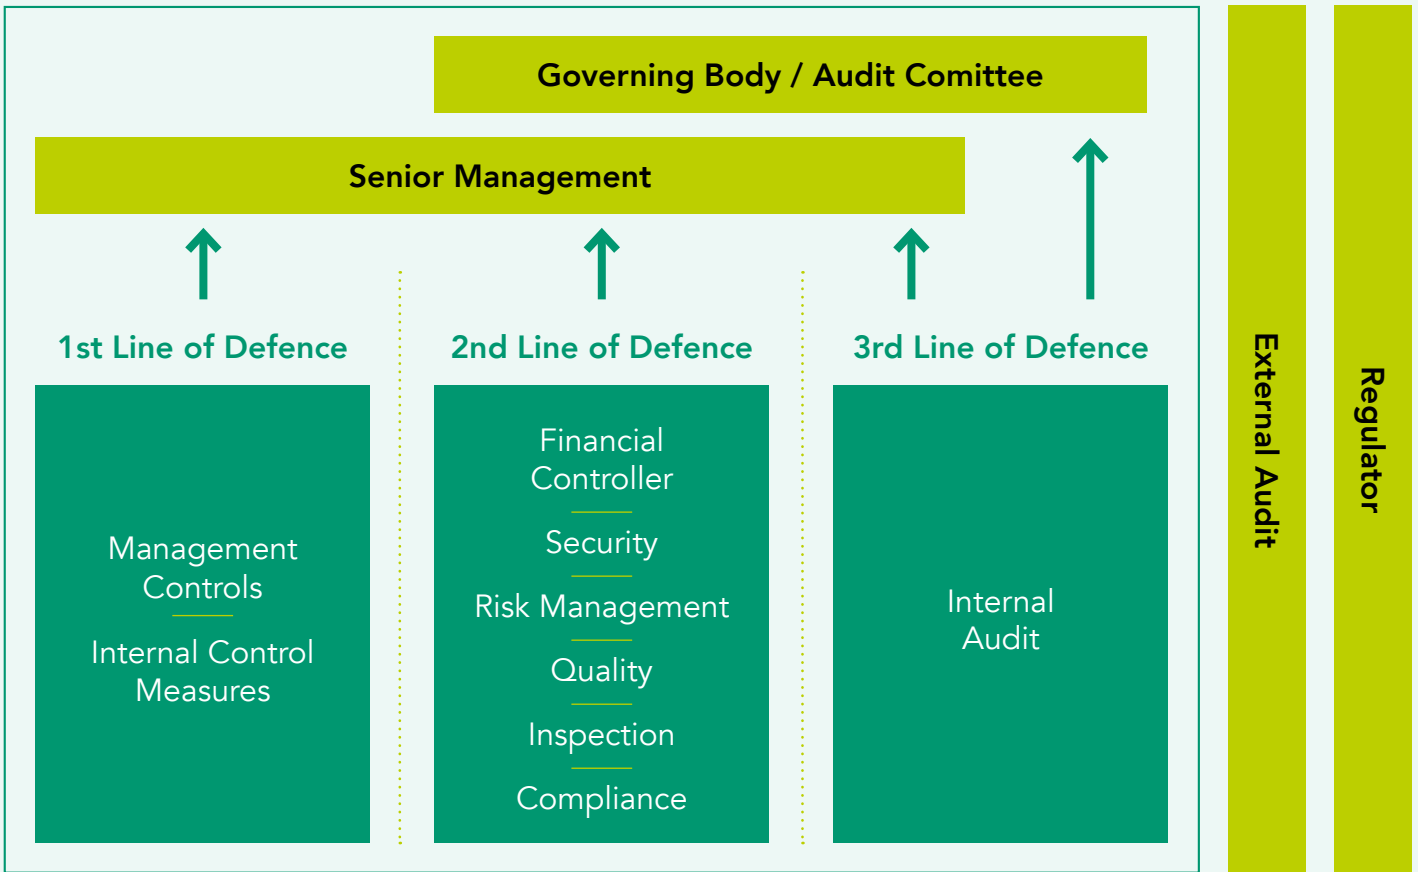 Governing Body / Audit Comittee
Senior Management
1st Line of Defence
2nd Line of Defence
3rd Line of Defence
Management
Controls
Internal Control
Measures
Financial
Controller
Security
Risk Management
Quality
Inspection
Compliance
Internal
Audit
External Audit
Regulator